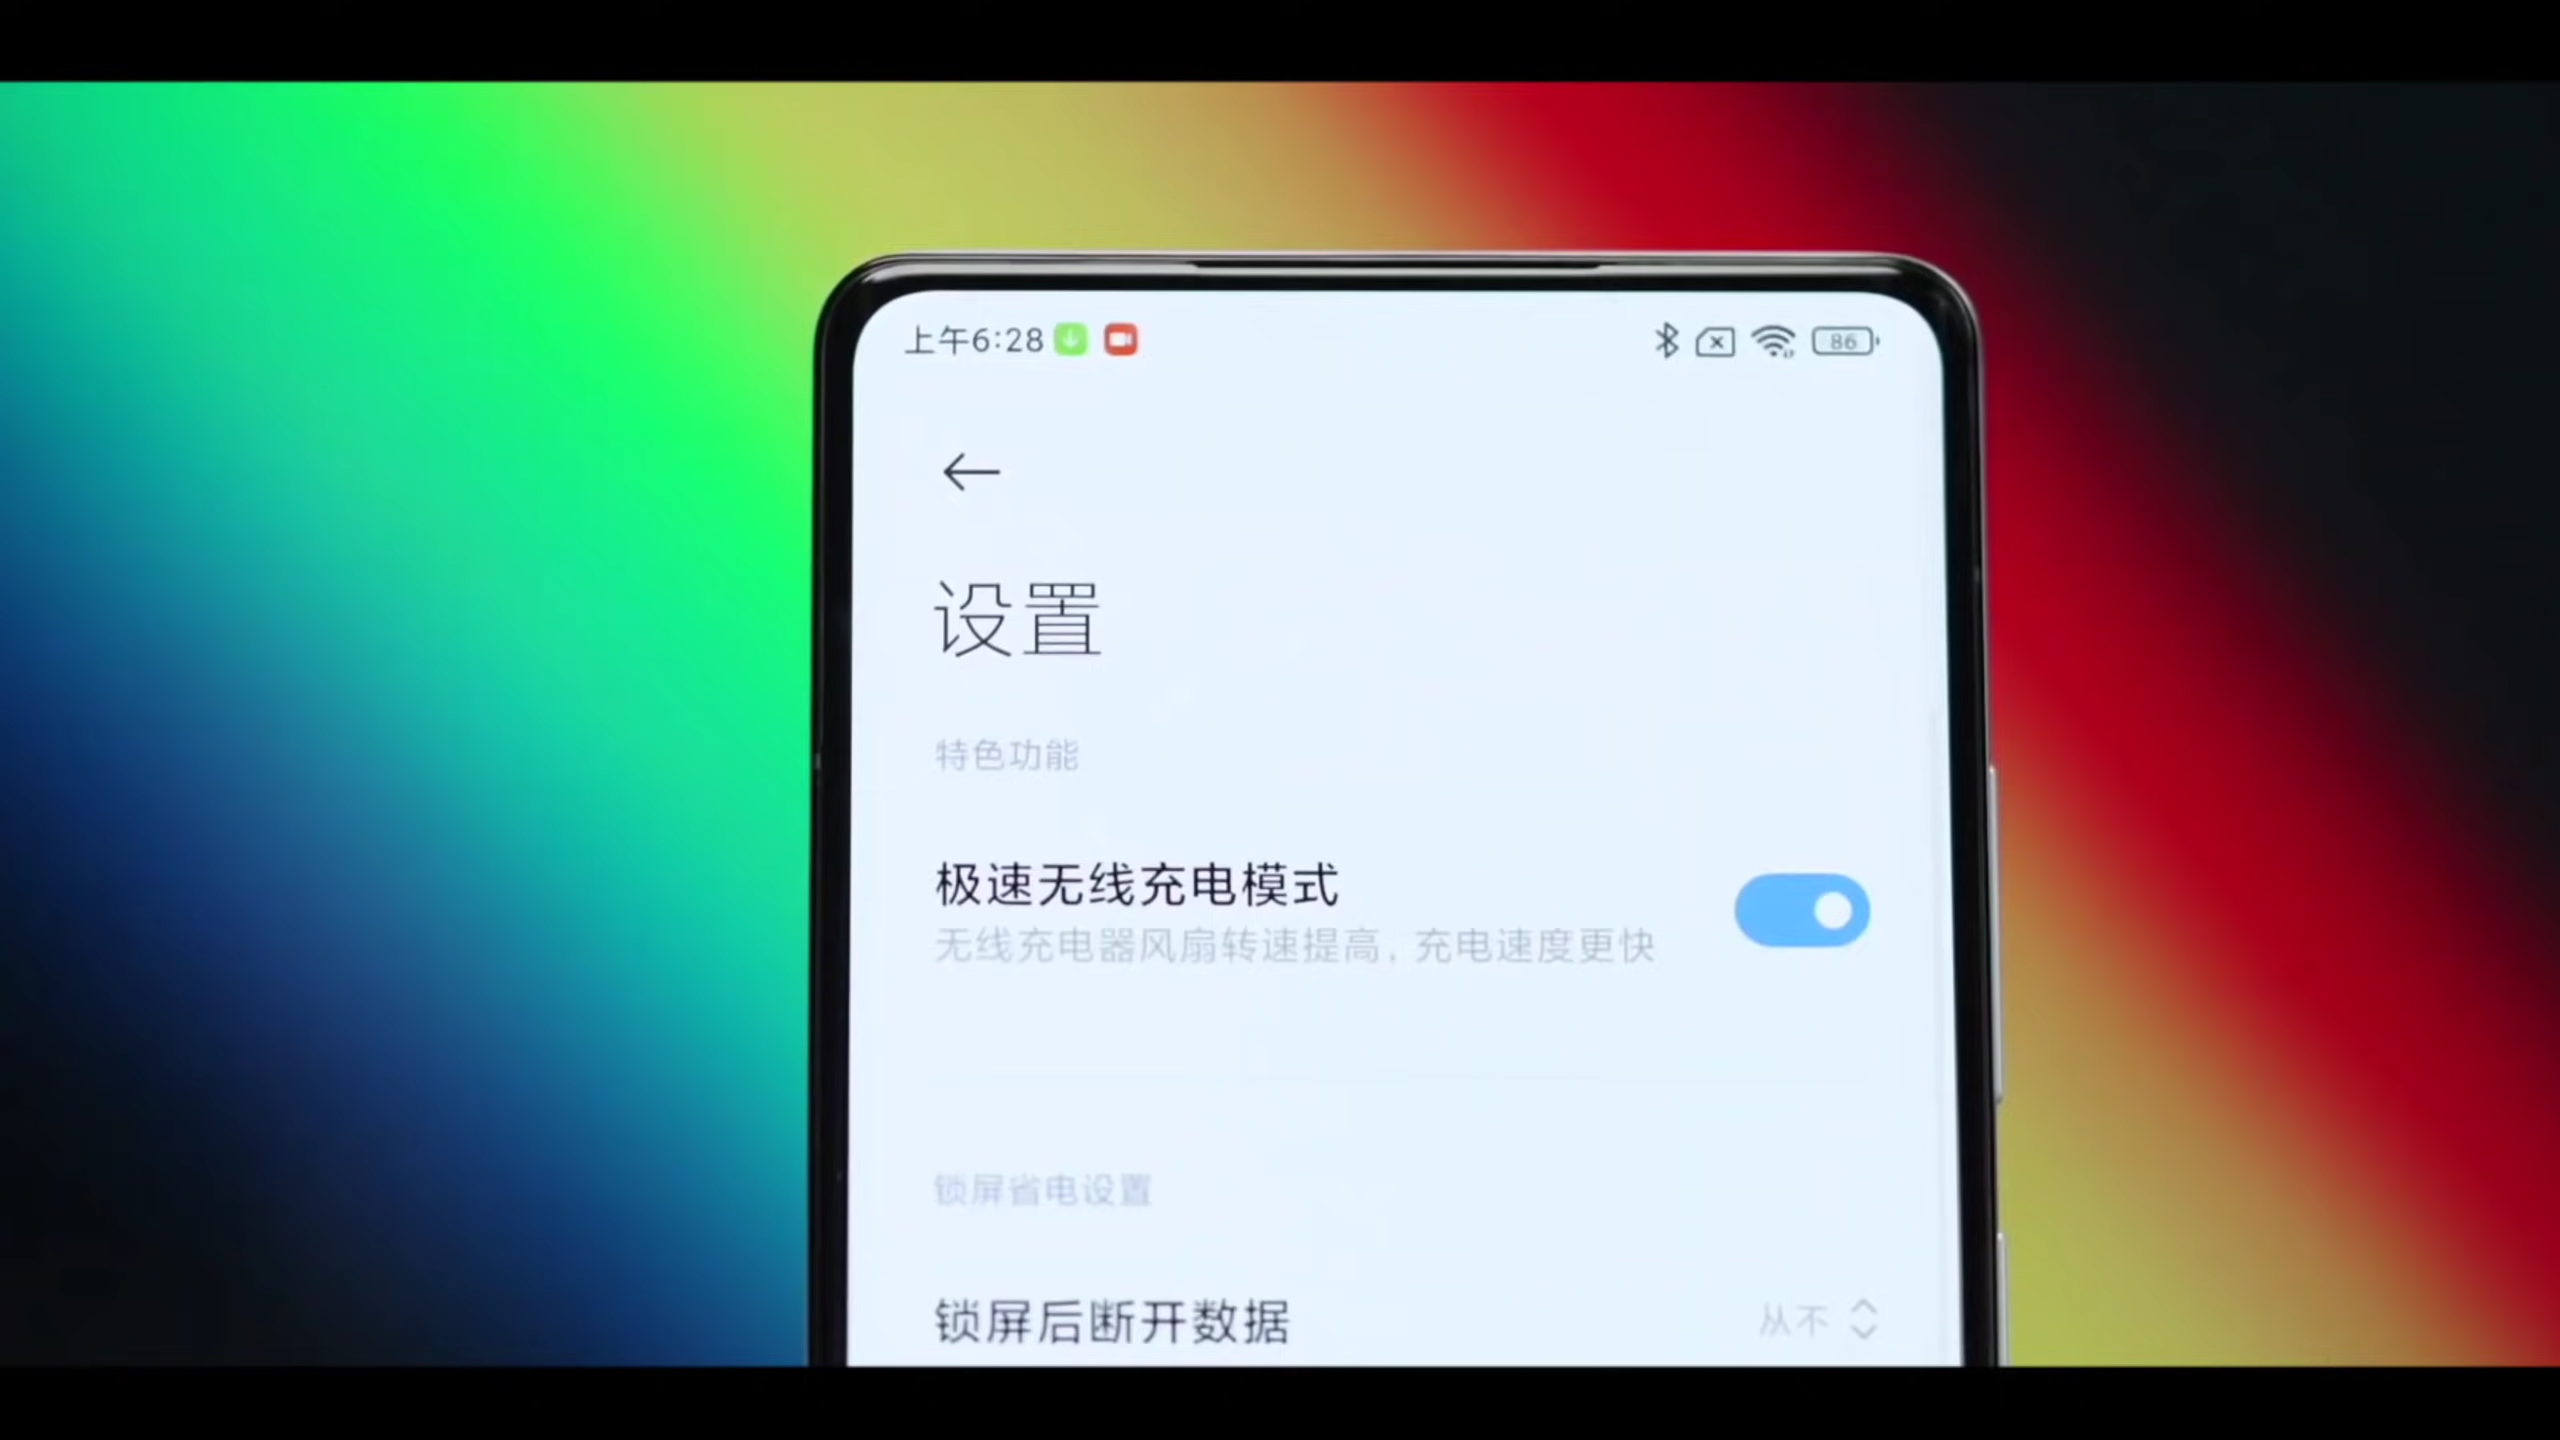 上午6:28
86
设置
特色功能
极速无线充电模式
无线充电器风扇转速提高，充电速度更快
锁屏省电设置
锁屏后断开数据
从不